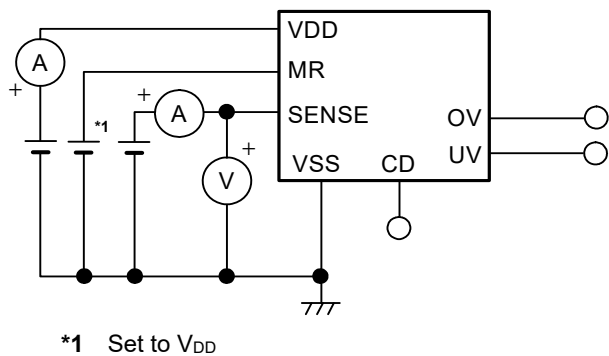 VDD
A
MR
+
*1
+
A
SENSE
OV
+
V
UV
VSS
CD
*1 Set to VDD